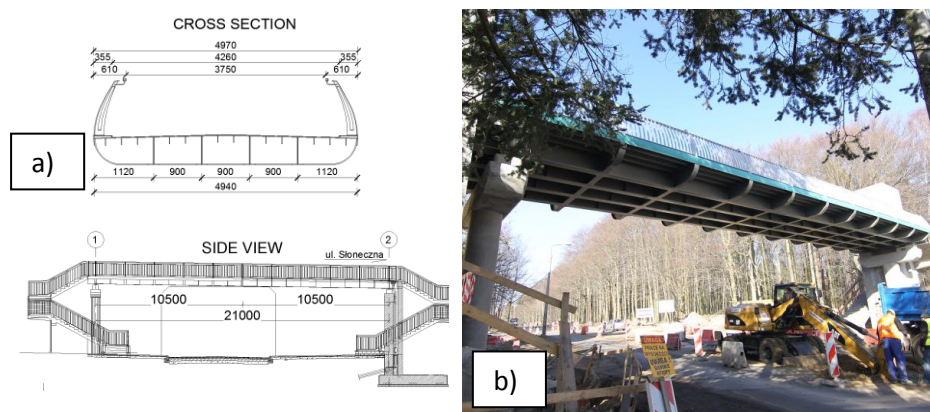 CROSS SECTION
4970
355 4260 355
610 3750 610
a)
1120 900 900 900 1120
4940
1 2
SIDE VIEW
ul. Słoneczna
10500 10500
21000
UWAGA
b)